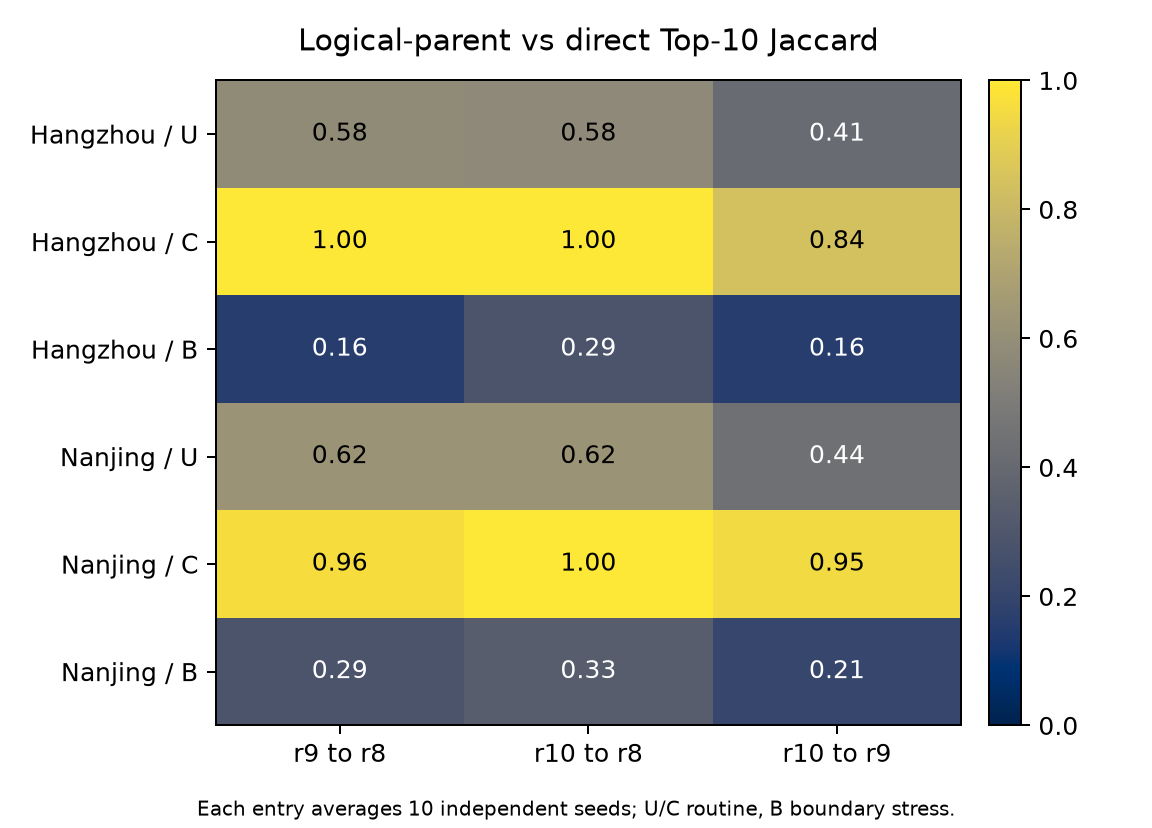 Logical-parent vs direct Top-10 Jaccard
1.0
Hangzhou / U 0.58 0.58 0.41
0.8
Hangzhou / C 1.00 1.00 0.84
Hangzhou / B 0.16 0.29 0.16
0.6
Nanjing / U 0.62 0.62 0.44
0.4
Nanjing / C 0.96 1.00 0.95
0.2
Nanjing / B 0.29 0.33 0.21
0.0
r9 to r8 r10 to r8 r10 to r9
Each entry averages 10 independent seeds; U/C routine, B boundary stress.